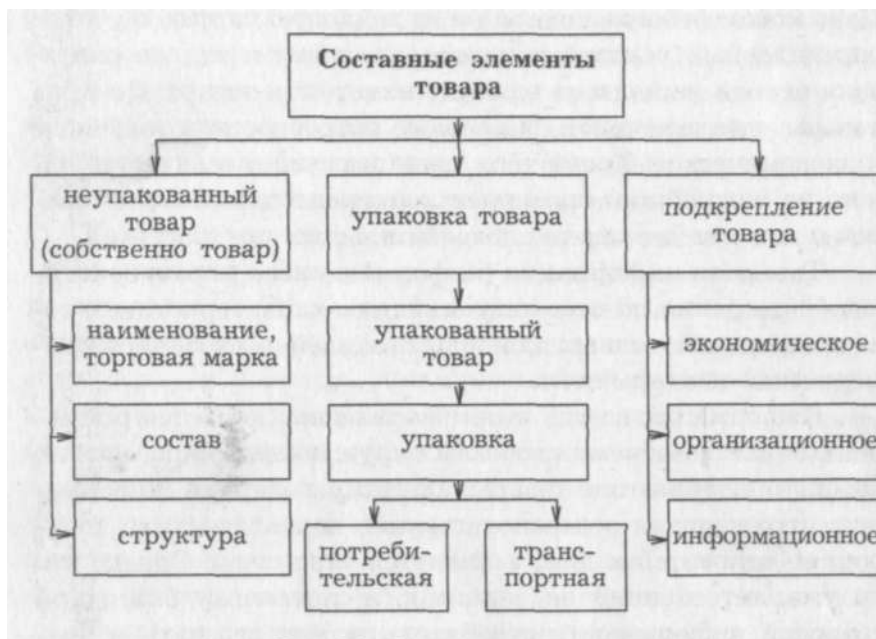 Составные элементы
товара
неупакованный
товар
(собственно товар)
упаковка товара
подкрепление
товара
наименование,
торговая марка
упакованный
товар
экономическое
состав
упаковка
организационное
структура
потреби-
тельская
транс-
портная
информационное